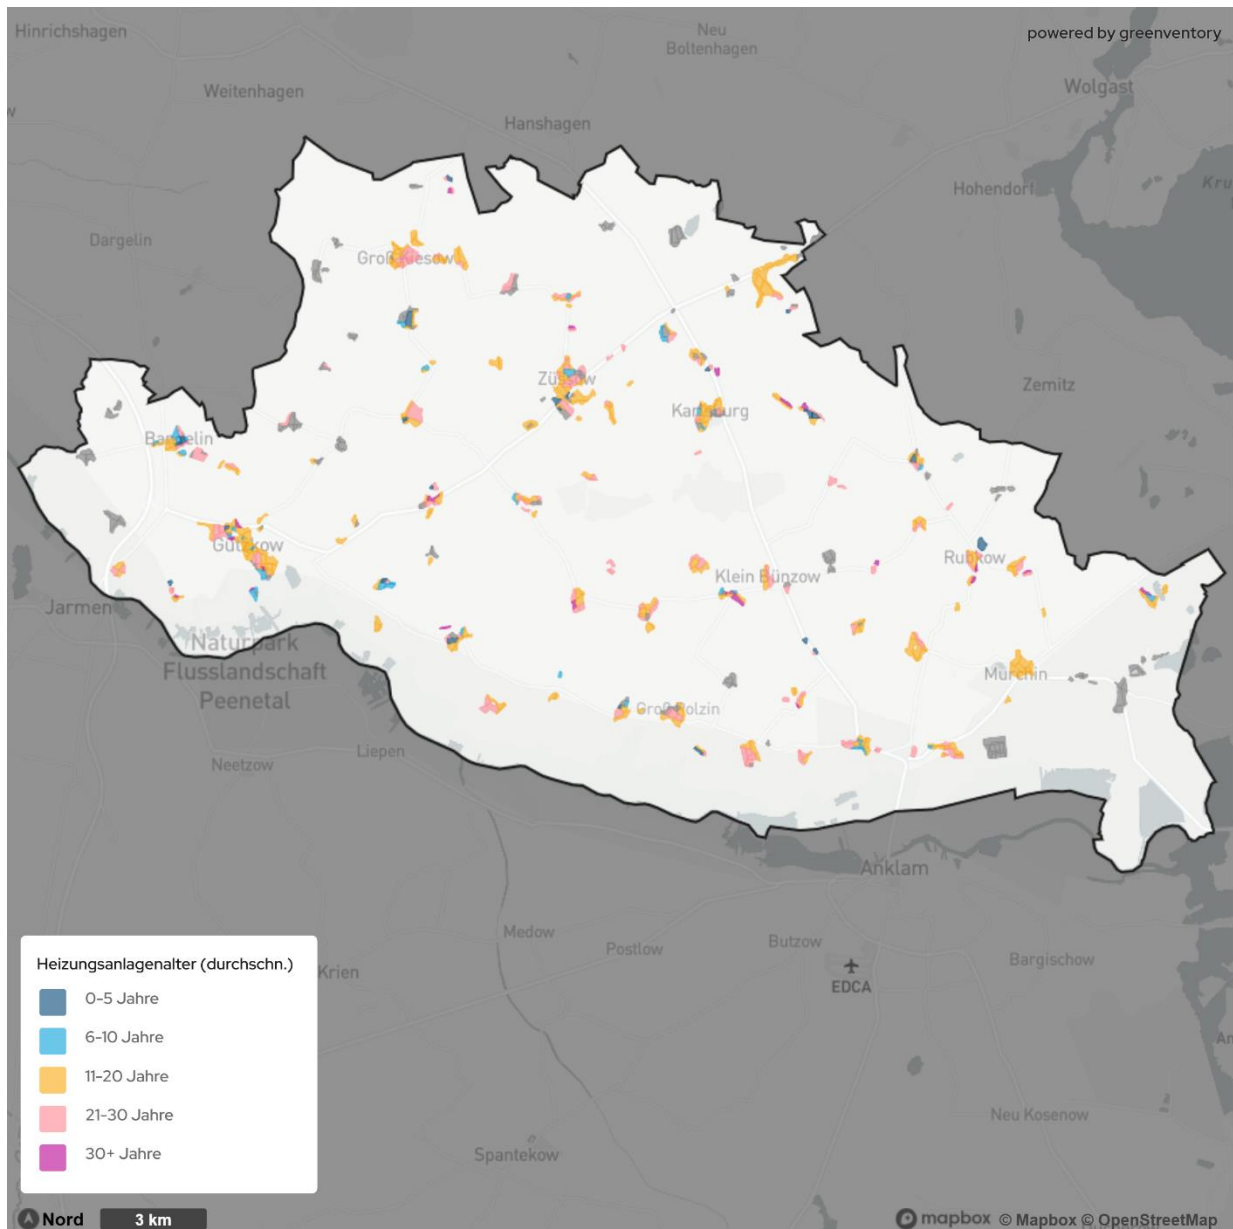 Hinrichshagen
Neu
Boltenhagen
powered by greenventory
Weitenhagen
Wolgast
Hanshagen
Hohendorf
Kru
Dargelin
Groß Kiesow
Zemitz
Züssow
Karlsburg
Bandelin
Gützkow
Rubkow
Klein Bünzow
Jarmen
Naturpark
Flusslandschaft
Peenetal
Murchin
Groß Polzin
Liepen
Neetzow
Anklam
Medow
Postlow
Butzow
Bargischow
Krien
EDCA
An
Neu Kosenow
Spantekow
Heizungsanlagenalter (durchschn.)
0-5 Jahre
6-10 Jahre
11-20 Jahre
21-30 Jahre
30+ Jahre
Nord
3 km
mapbox © Mapbox © OpenStreetMap